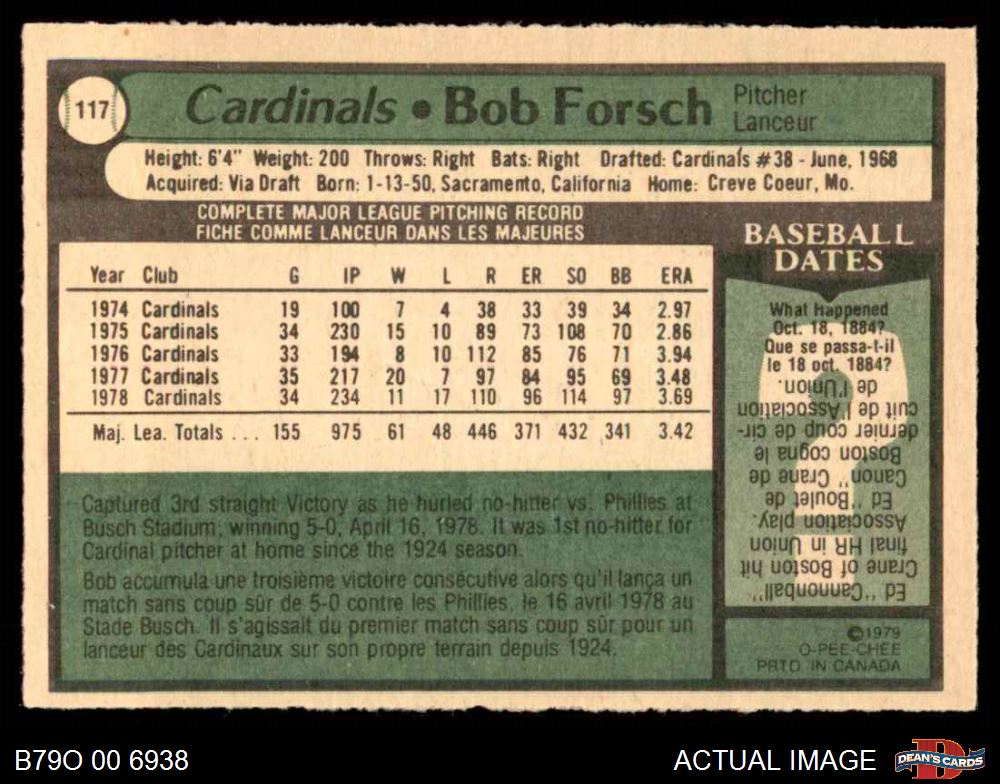 117
Cardinals • Bob Forsch
Pitcher
Lanceur
Height: 6'4" Weight: 200 Throws: Right Bats: Right Drafted: Cardinals #38 - June, 1968
Acquired: Via Draft Born: 1-13-50, Sacramento, California Home: Creve Coeur, Mo.
COMPLETE MAJOR LEAGUE PITCHING RECORD
FICHE COMME LANCEUR DANS LES MAJEURES
Year Club G IP W L R ER SO BB ERA
1974 Cardinals 19 100 7 4 38 33 39 34 2.97
1975 Cardinals 34 230 15 10 89 73 108 70 2.86
1976 Cardinals 33 194 8 10 112 85 76 71 3.94
1977 Cardinals 35 217 20 7 97 84 95 69 3.48
1978 Cardinals 34 234 11 17 110 96 114 97 3.69
Maj. Lea. Totals ... 155 975 61 48 446 371 432 341 3.42
Captured 3rd straight Victory as he hurled no-hitter vs. Phillies at
Busch Stadium, winning 5-0, April 16, 1978. It was 1st no-hitter for
Cardinal pitcher at home since the 1924 season.
Bob accumula une troisième victoire consécutive alors qu'il lança un
match sans coup sûr de 5-0 contre les Phillies, le 16 avril 1978 au
Stade Busch. Il s'agissait du premier match sans coup sûr pour un
lanceur des Cardinaux sur son propre terrain depuis 1924.
BASEBALL
DATES
What Happened
Oct. 18, 1884?
Que se passa-t-il
le 18 oct. 1884?
Ed "Cannonball"
Crane of Boston hit
final HR in Union
Association play.
Ed "Boulet de
Canon" Crane de
Boston cogna le
dernier coup de cir-
cuit de l'Association
de l'Union.
©1979
O-PEE-CHEE
PRTD. IN CANADA
B79O 00 6938
ACTUAL IMAGE
DEAN'S CARDS